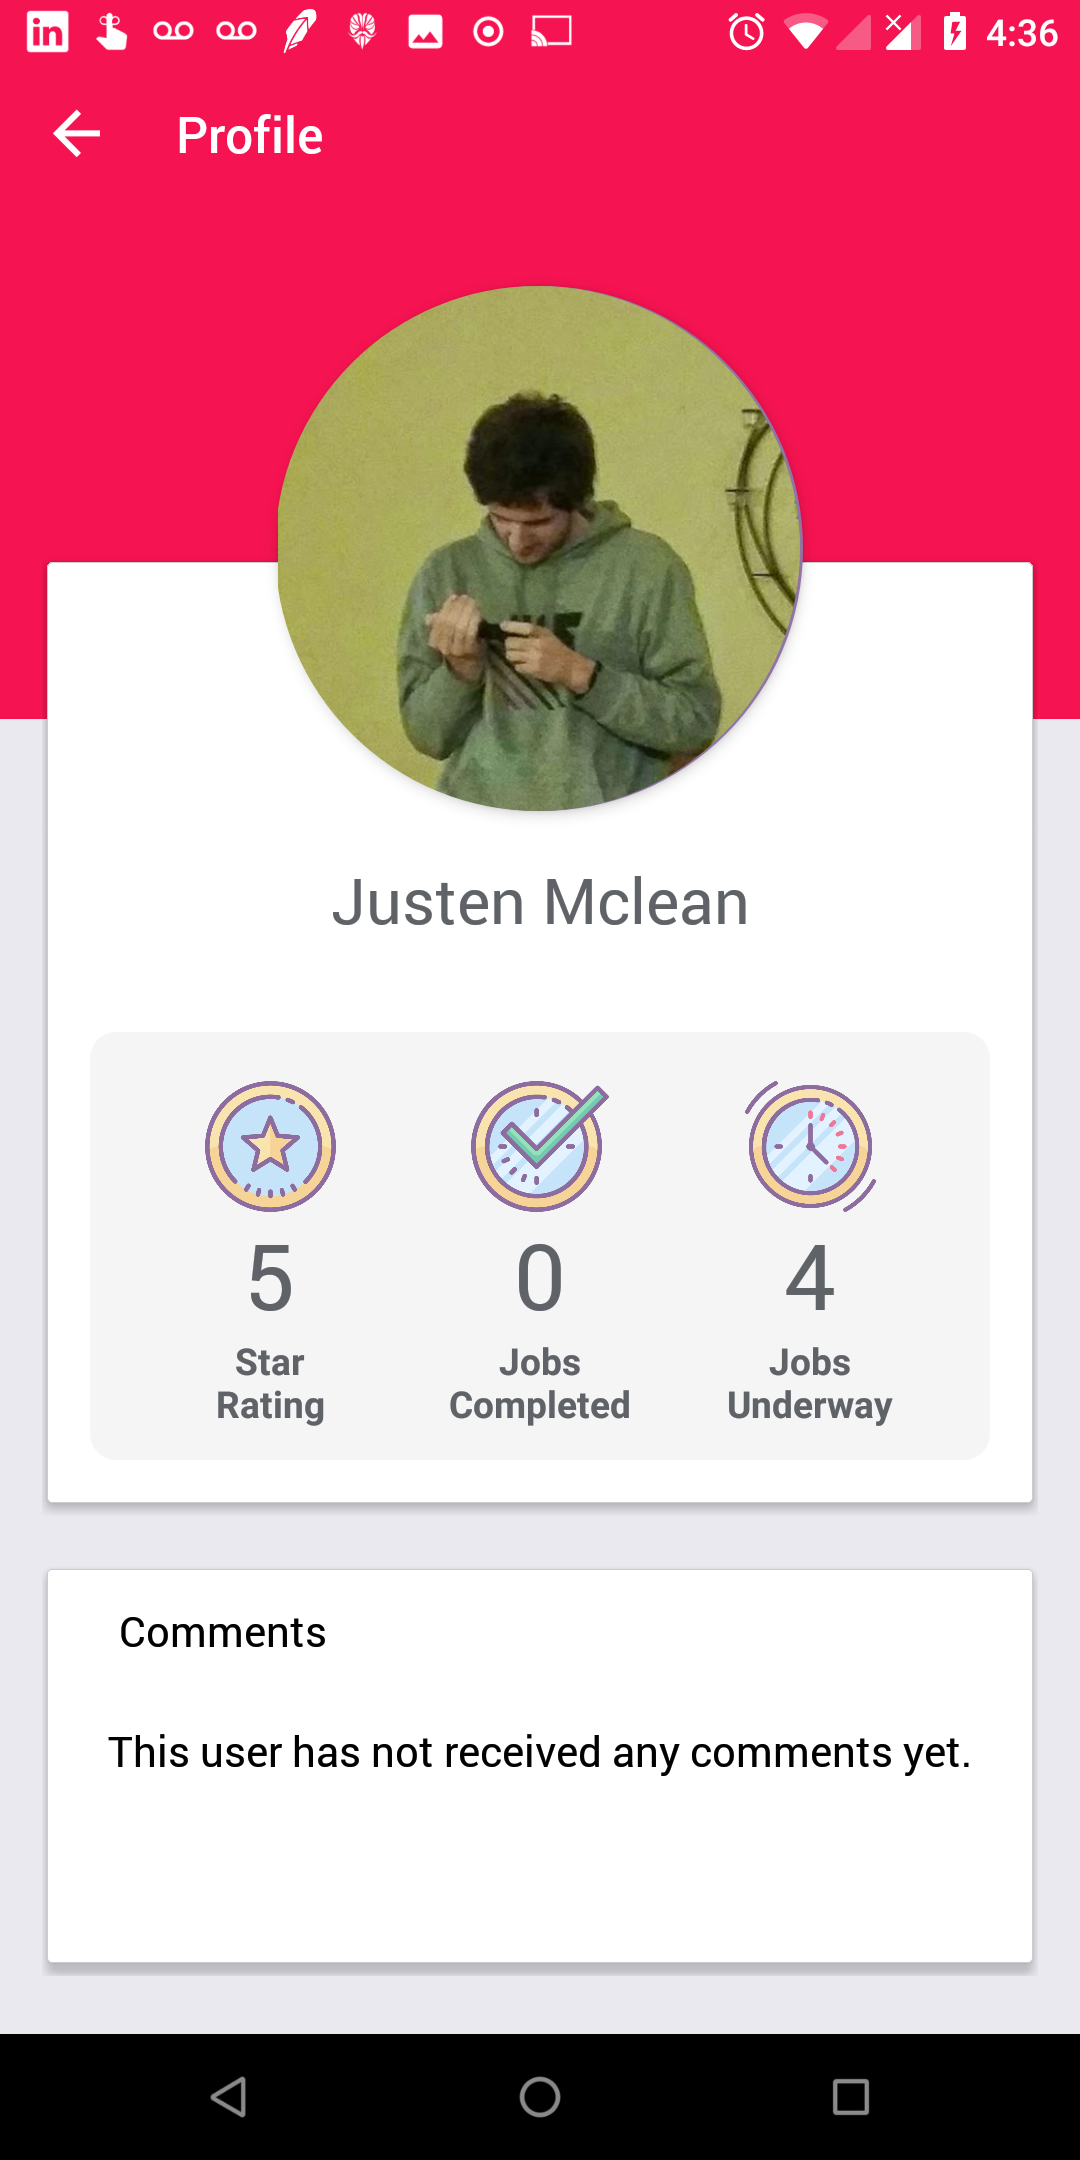 in
4:36
Profile
Justen Mclean
5
0
4
Star
Rating
Jobs
Completed
Jobs
Underway
Comments
This user has not received any comments yet.